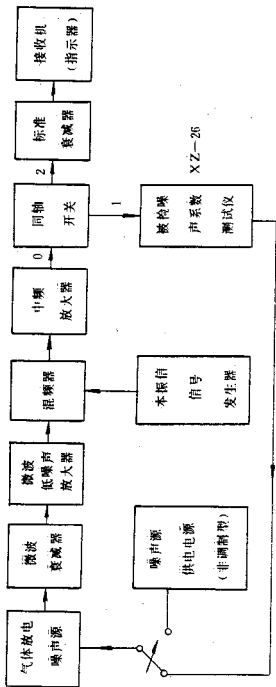 气体放电
噪声源
微波
衰减器
微波
低噪声
放大器
混频器
中频
放大器
0
同轴
开关
2
标准
衰减器
接收机
(指示器)
1
噪声源
供电电源
(非调制型)
本振信
信号
发生器
被检噪
声系数
测试仪
XZ—26